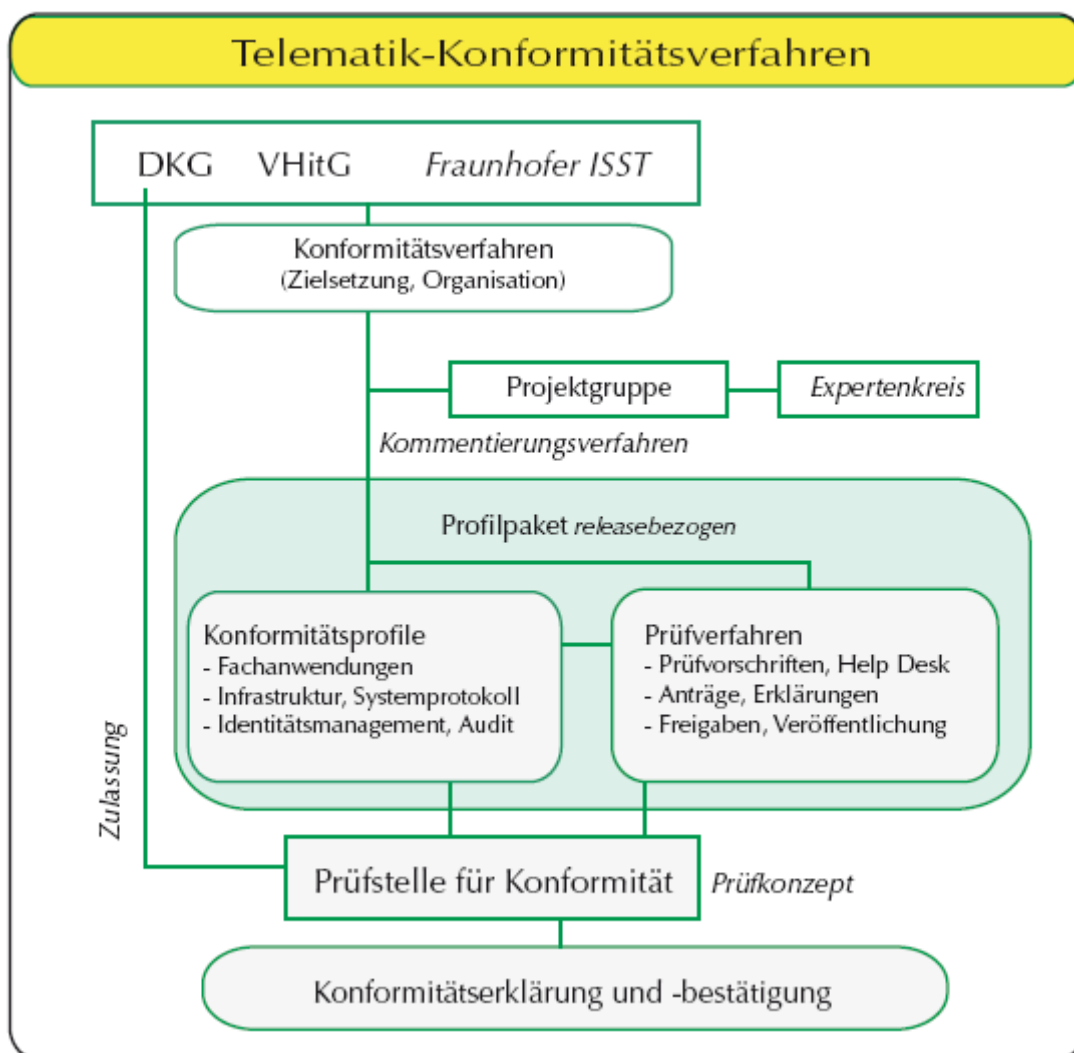 Telematik-Konformitätsverfahren
DKG VHitG Fraunhofer ISST
Konformitätsverfahren
(Zielsetzung, Organisation)
Projektgruppe
Expertenkreis
Kommentierungsverfahren
Profilpaket releasebezogen
Konformitätsprofile
- Fachanwendungen
- Infrastruktur, Systemprotokoll
- Identitätsmanagement, Audit
Prüfverfahren
- Prüfvorschriften, Help Desk
- Anträge, Erklärungen
- Freigaben, Veröffentlichung
Zulassung
Prüfstelle für Konformität
Prüfkonzept
Konformitätserklärung und -bestätigung